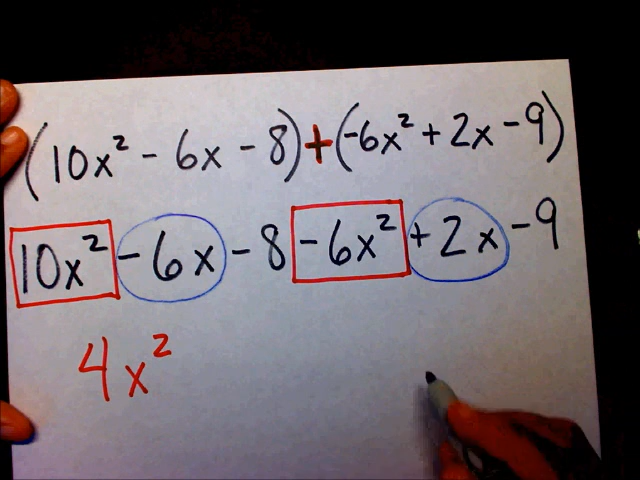 (10x² - 6x - 8) + (-6x² + 2x - 9)
10x² - 6x - 8 - 6x² + 2x - 9
4x²